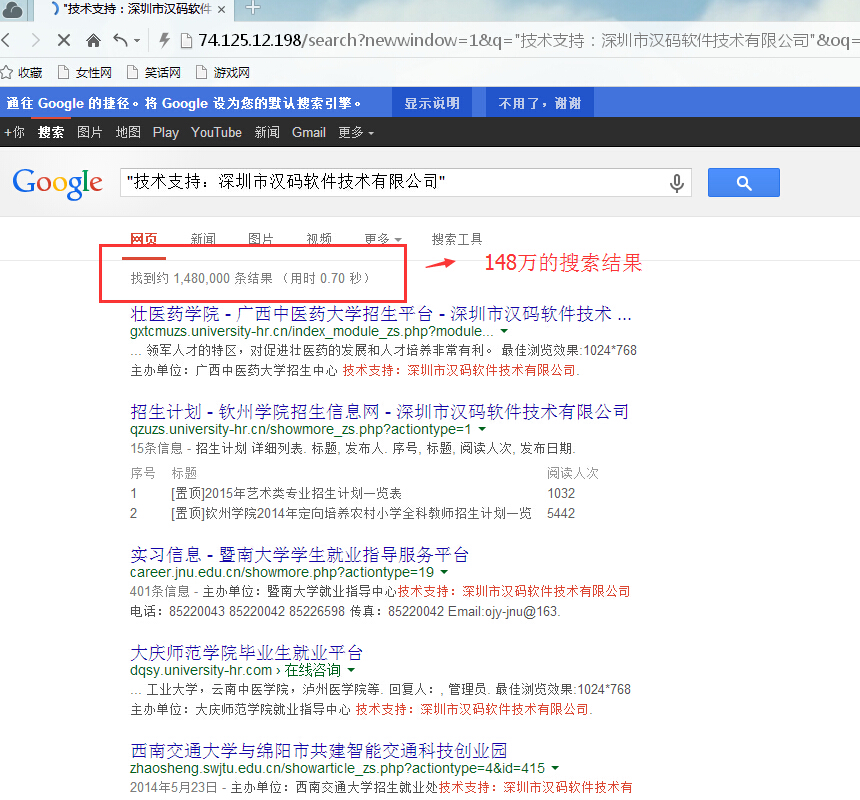 "技术支持：深圳市汉码软件
74.125.12.198/search?newwindow=1&q="技术支持：深圳市汉码软件技术有限公司"&oq=
收藏 女性网 笑话网 游戏网
通往 Google 的捷径。将 Google 设为您的默认搜索引擎。 显示说明 不用了，谢谢
+你 搜索 图片 地图 Play YouTube 新闻 Gmail 更多
Google "技术支持：深圳市汉码软件技术有限公司"
网页 新闻 图片 视频 更多 搜索工具
找到约 1,480,000 条结果 （用时 0.70 秒） 148万的搜索结果
壮医药学院 - 广西中医药大学招生平台 - 深圳市汉码软件技术 ...
gxtcmuzs.university-hr.cn/index_module_zs.php?module...
... 领军人才的特区，对促进壮医药的发展和人才培养非常有利。 最佳浏览效果:1024*768
主办单位：广西中医药大学招生中心 技术支持：深圳市汉码软件技术有限公司.
招生计划 - 钦州学院招生信息网 - 深圳市汉码软件技术有限公司
qzuzs.university-hr.cn/showmore_zs.php?actiontype=1
15条信息 - 招生计划 详细列表. 标题, 发布人. 序号, 标题, 阅读人次, 发布日期.
序号 标题 阅读人次
1 [置顶]2015年艺术类专业招生计划一览表 1032
2 [置顶]钦州学院2014年定向培养农村小学全科教师招生计划一览 5442
实习信息 - 暨南大学学生就业指导服务平台
career.jnu.edu.cn/showmore.php?actiontype=19
401条信息 - 主办单位：暨南大学就业指导中心技术支持：深圳市汉码软件技术有限公司
电话：85220043 85220042 85226598 传真：85220042 Email:ojy-jnu@163.
大庆师范学院毕业生就业平台
dqsy.university-hr.com › 在线咨询
... 工业大学，云南中医学院，泸州医学院等. 回复人：, 管理员. 最佳浏览效果:1024*768
主办单位：大庆师范学院就业指导中心 技术支持：深圳市汉码软件技术有限公司.
西南交通大学与绵阳市共建智能交通科技创业园
zhaosheng.swjtu.edu.cn/showarticle_zs.php?actiontype=4&id=415
2014年5月23日 - 主办单位：西南交通大学就业处技术支持：深圳市汉码软件技术有